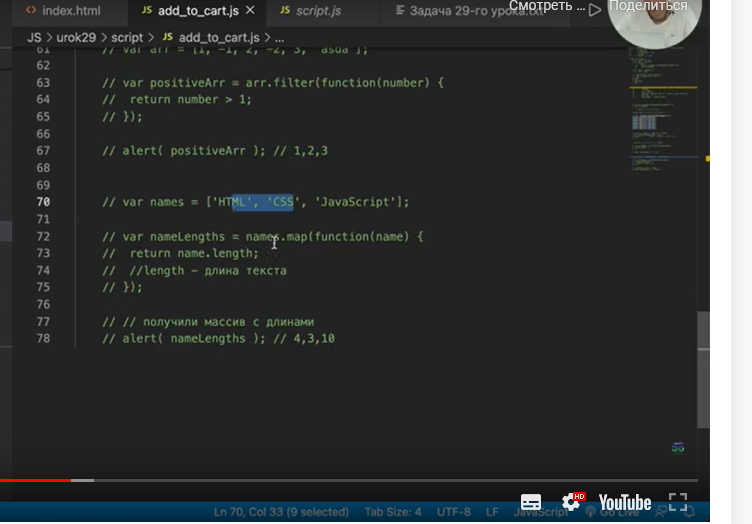 Смотреть ... Поделиться
index.html JS add_to_cart.js JS script.js Задача 29-го урока.txt
JS > urok29 > script > JS add_to_cart.js > ...
61 // var arr = [1, -1, 2, -2, 3, "asda"];
62
63 // var positiveArr = arr.filter(function(number) {
64 //  return number > 1;
65 // });
66
67 // alert( positiveArr ); // 1,2,3
68
69
70 // var names = ['HTML', 'CSS', 'JavaScript'];
71
72 // var nameLengths = names.map(function(name) {
73 //  return name.length;
74 //  //length – длина текста
75 // });
76
77 // // получили массив с длинами
78 // alert( nameLengths ); // 4,3,10
HD YouTube
Ln 70, Col 33 (9 selected) Tab Size: 4 UTF-8 LF JavaScript Go Live